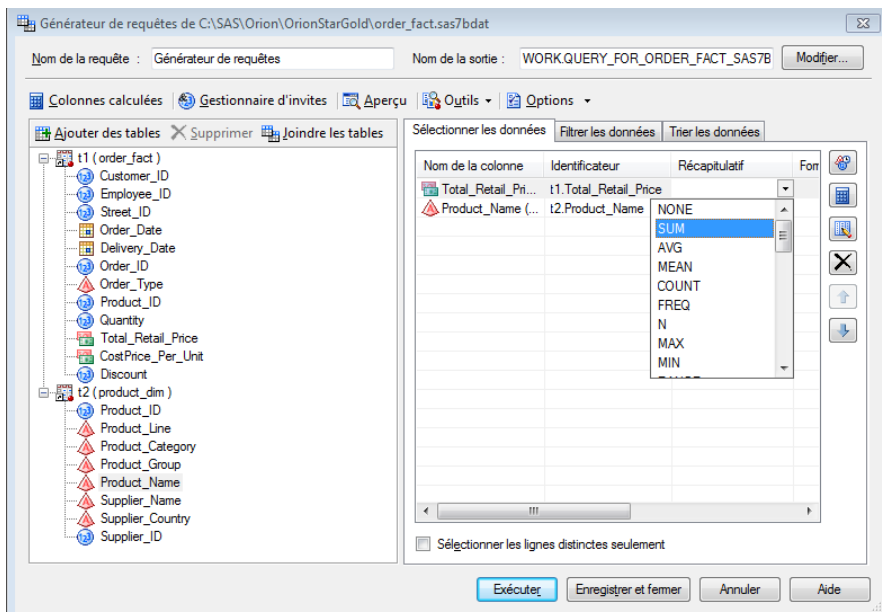 Générateur de requêtes de C:\SAS\Orion\OrionStarGold\order_fact.sas7bdat
Nom de la requête : Générateur de requêtes Nom de la sortie : WORK.QUERY_FOR_ORDER_FACT_SAS7B Modifier...
Colonnes calculées Gestionnaire d'invites Aperçu Outils Options
Ajouter des tables Supprimer Joindre les tables
Sélectionner les données Filtrer les données Trier les données
t1 (order_fact)
Customer_ID
Employee_ID
Street_ID
Order_Date
Delivery_Date
Order_ID
Order_Type
Product_ID
Quantity
Total_Retail_Price
CostPrice_Per_Unit
Discount
t2 (product_dim)
Product_ID
Product_Line
Product_Category
Product_Group
Product_Name
Supplier_Name
Supplier_Country
Supplier_ID
Nom de la colonne Identificateur Récapitulatif Forr
Total_Retail_Pri... t1.Total_Retail_Price
Product_Name (... t2.Product_Name
NONE
SUM
AVG
MEAN
COUNT
FREQ
N
MAX
MIN
Sélectionner les lignes distinctes seulement
Exécuter Enregistrer et fermer Annuler Aide